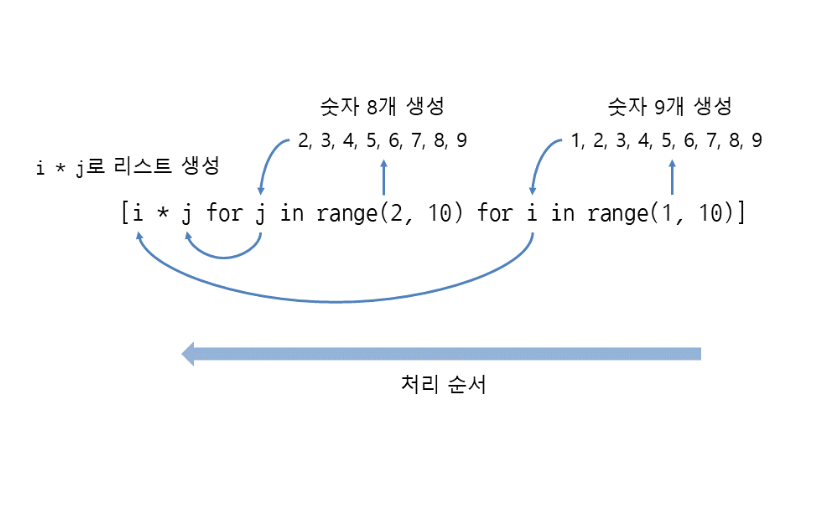 숫자 8개 생성
2, 3, 4, 5, 6, 7, 8, 9
숫자 9개 생성
1, 2, 3, 4, 5, 6, 7, 8, 9
i * j로 리스트 생성
[i * j for j in range(2, 10) for i in range(1, 10)]
처리 순서